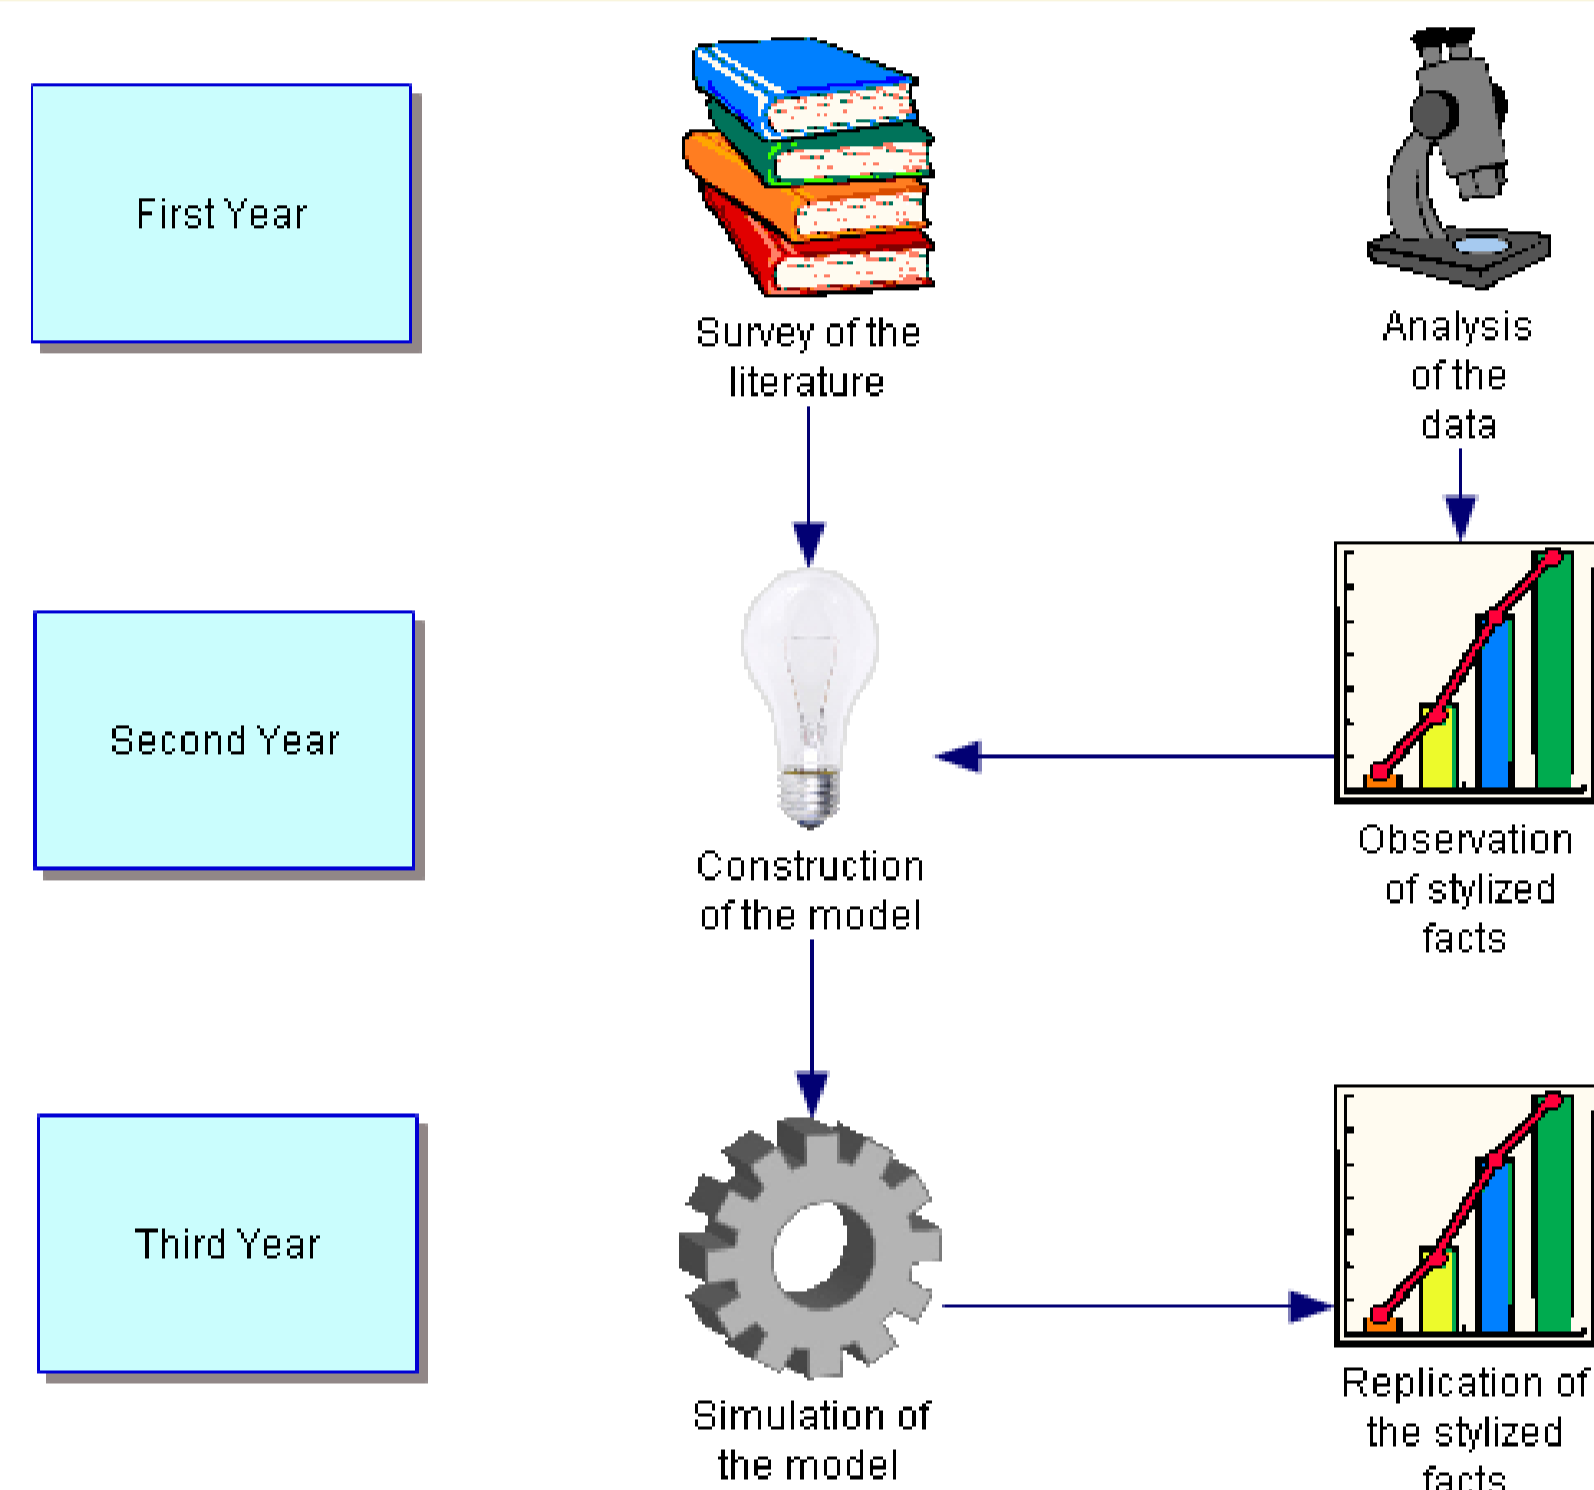 First Year
Survey of the
literature
Analysis
of the
data
Second Year
Construction
of the model
Observation
of stylized
facts
Third Year
Simulation of
the model
Replication of
the stylized
facts